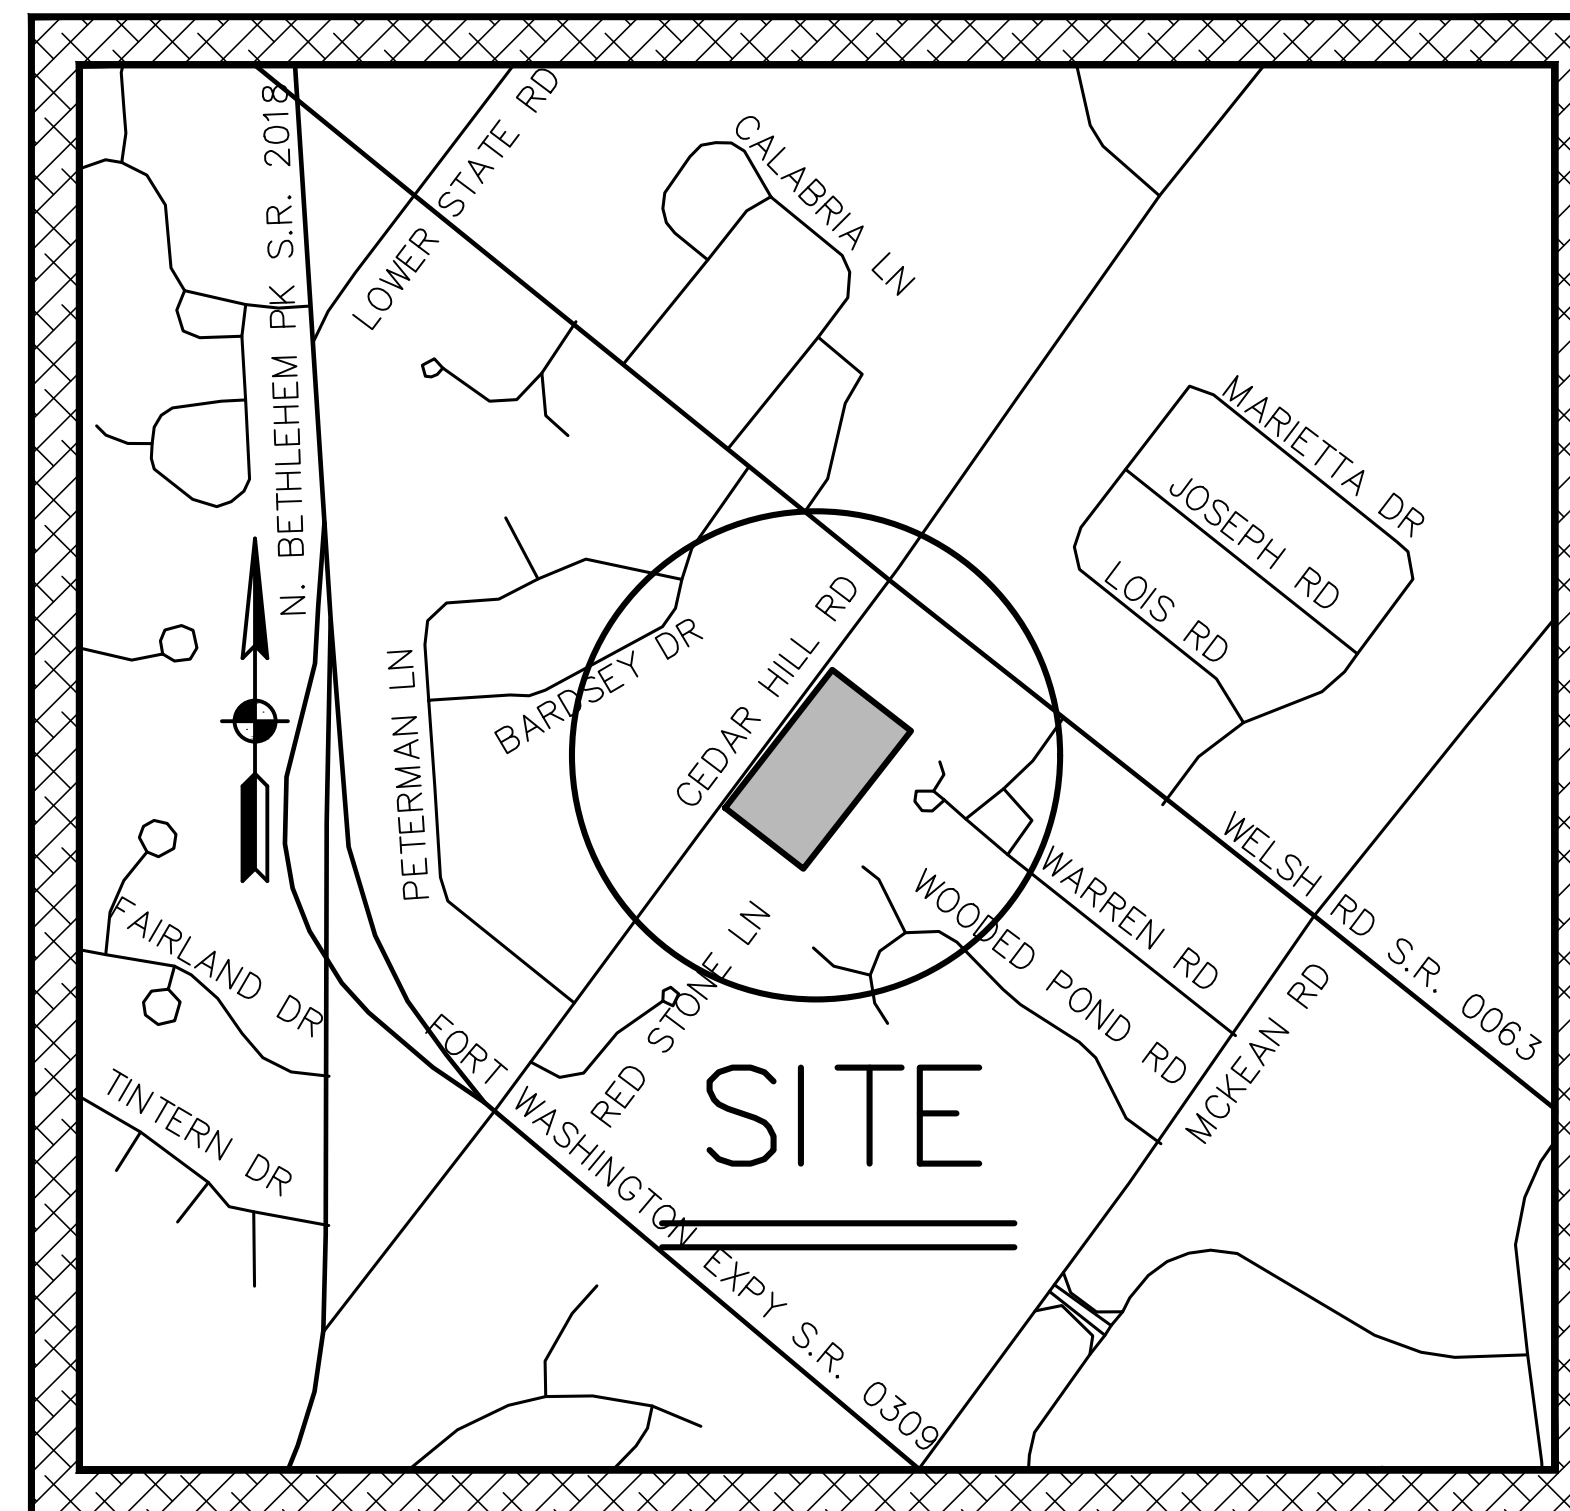 N. BETHLEHEM PK S.R. 2018
LOWER STATE RD
CALABRIA LN
MARIETTA DR
JOSEPH RD
LOIS RD
CEDAR HILL RD
BARDSEY DR
PETERMAN LN
WELSH RD S.R. 0063
WARREN RD
WOODED POND RD
MCKEAN RD
RED STONE LN
FAIRLAND DR
TINTERN DR
FORT WASHINGTON EXPY S.R. 0309
SITE